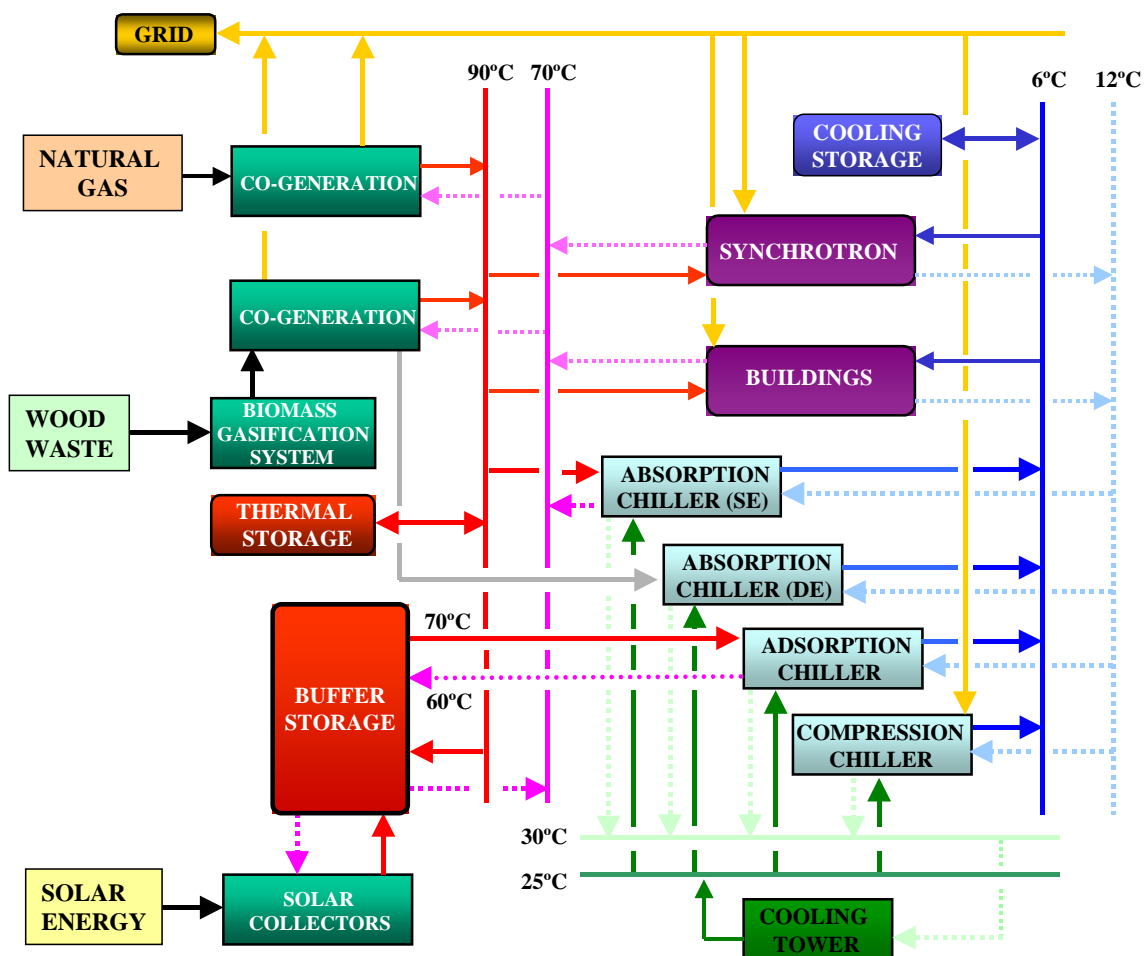 GRID
90ºC
70ºC
6ºC
12ºC
NATURAL
GAS
CO-GENERATION
COOLING
STORAGE
SYNCHROTRON
CO-GENERATION
BUILDINGS
WOOD
WASTE
BIOMASS
GASIFICATION
SYSTEM
ABSORPTION
CHILLER (SE)
THERMAL
STORAGE
ABSORPTION
CHILLER (DE)
70ºC
ADSORPTION
CHILLER
BUFFER
STORAGE
60ºC
COMPRESSION
CHILLER
30ºC
25ºC
SOLAR
ENERGY
SOLAR
COLLECTORS
COOLING
TOWER